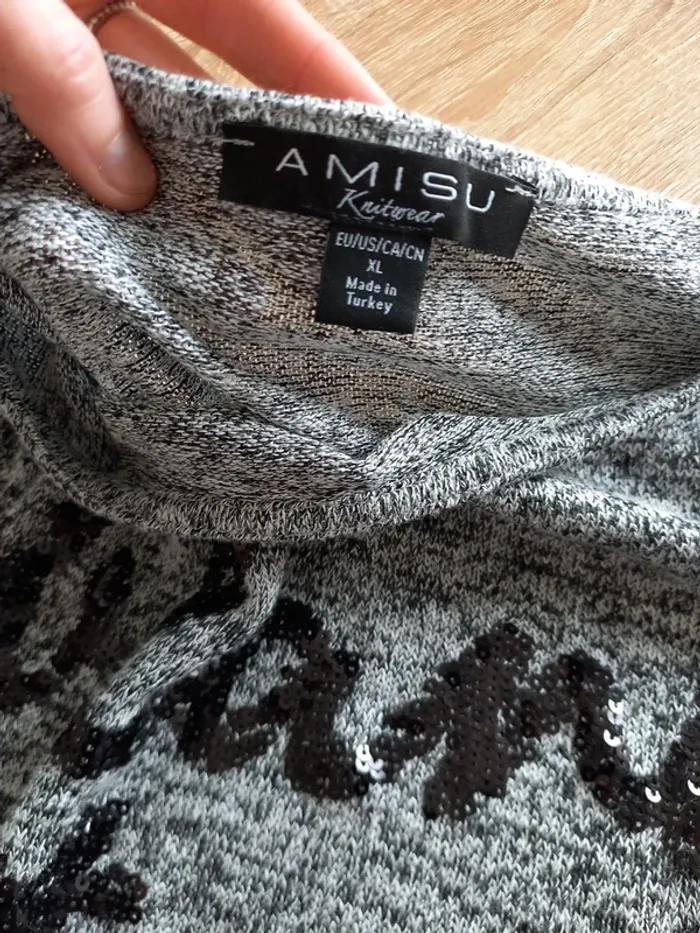 AMISU
Knitwear
EU/US/CA/CN
XL
Made in
Turkey